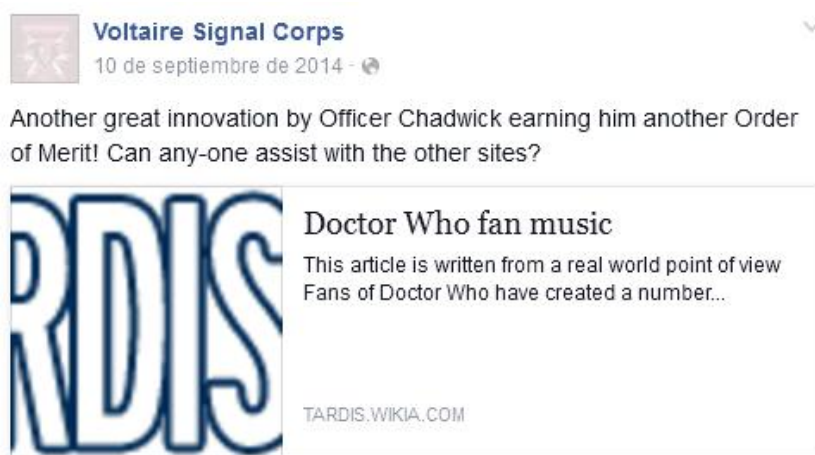 Voltaire Signal Corps
10 de septiembre de 2014 ·
Another great innovation by Officer Chadwick earning him another Order
of Merit! Can any-one assist with the other sites?
RDIS
Doctor Who fan music
This article is written from a real world point of view
Fans of Doctor Who have created a number...
TARDIS.WIKIA.COM